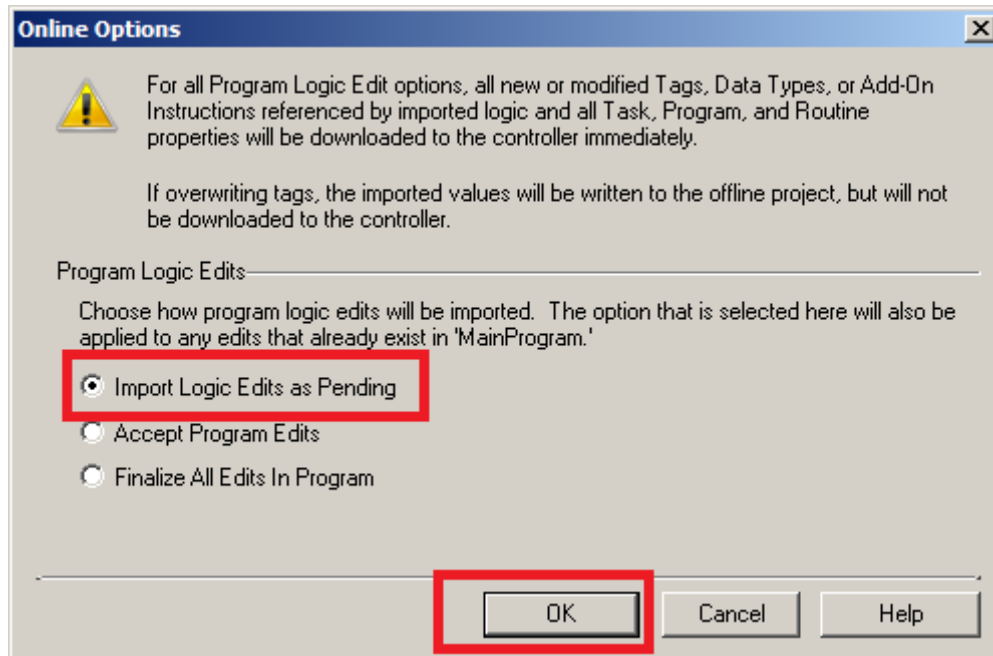 Online Options
For all Program Logic Edit options, all new or modified Tags, Data Types, or Add-On
Instructions referenced by imported logic and all Task, Program, and Routine
properties will be downloaded to the controller immediately.
If overwriting tags, the imported values will be written to the offline project, but will not
be downloaded to the controller.
Program Logic Edits
Choose how program logic edits will be imported.  The option that is selected here will also be
applied to any edits that already exist in 'MainProgram.'
Import Logic Edits as Pending
Accept Program Edits
Finalize All Edits In Program
OK
Cancel
Help